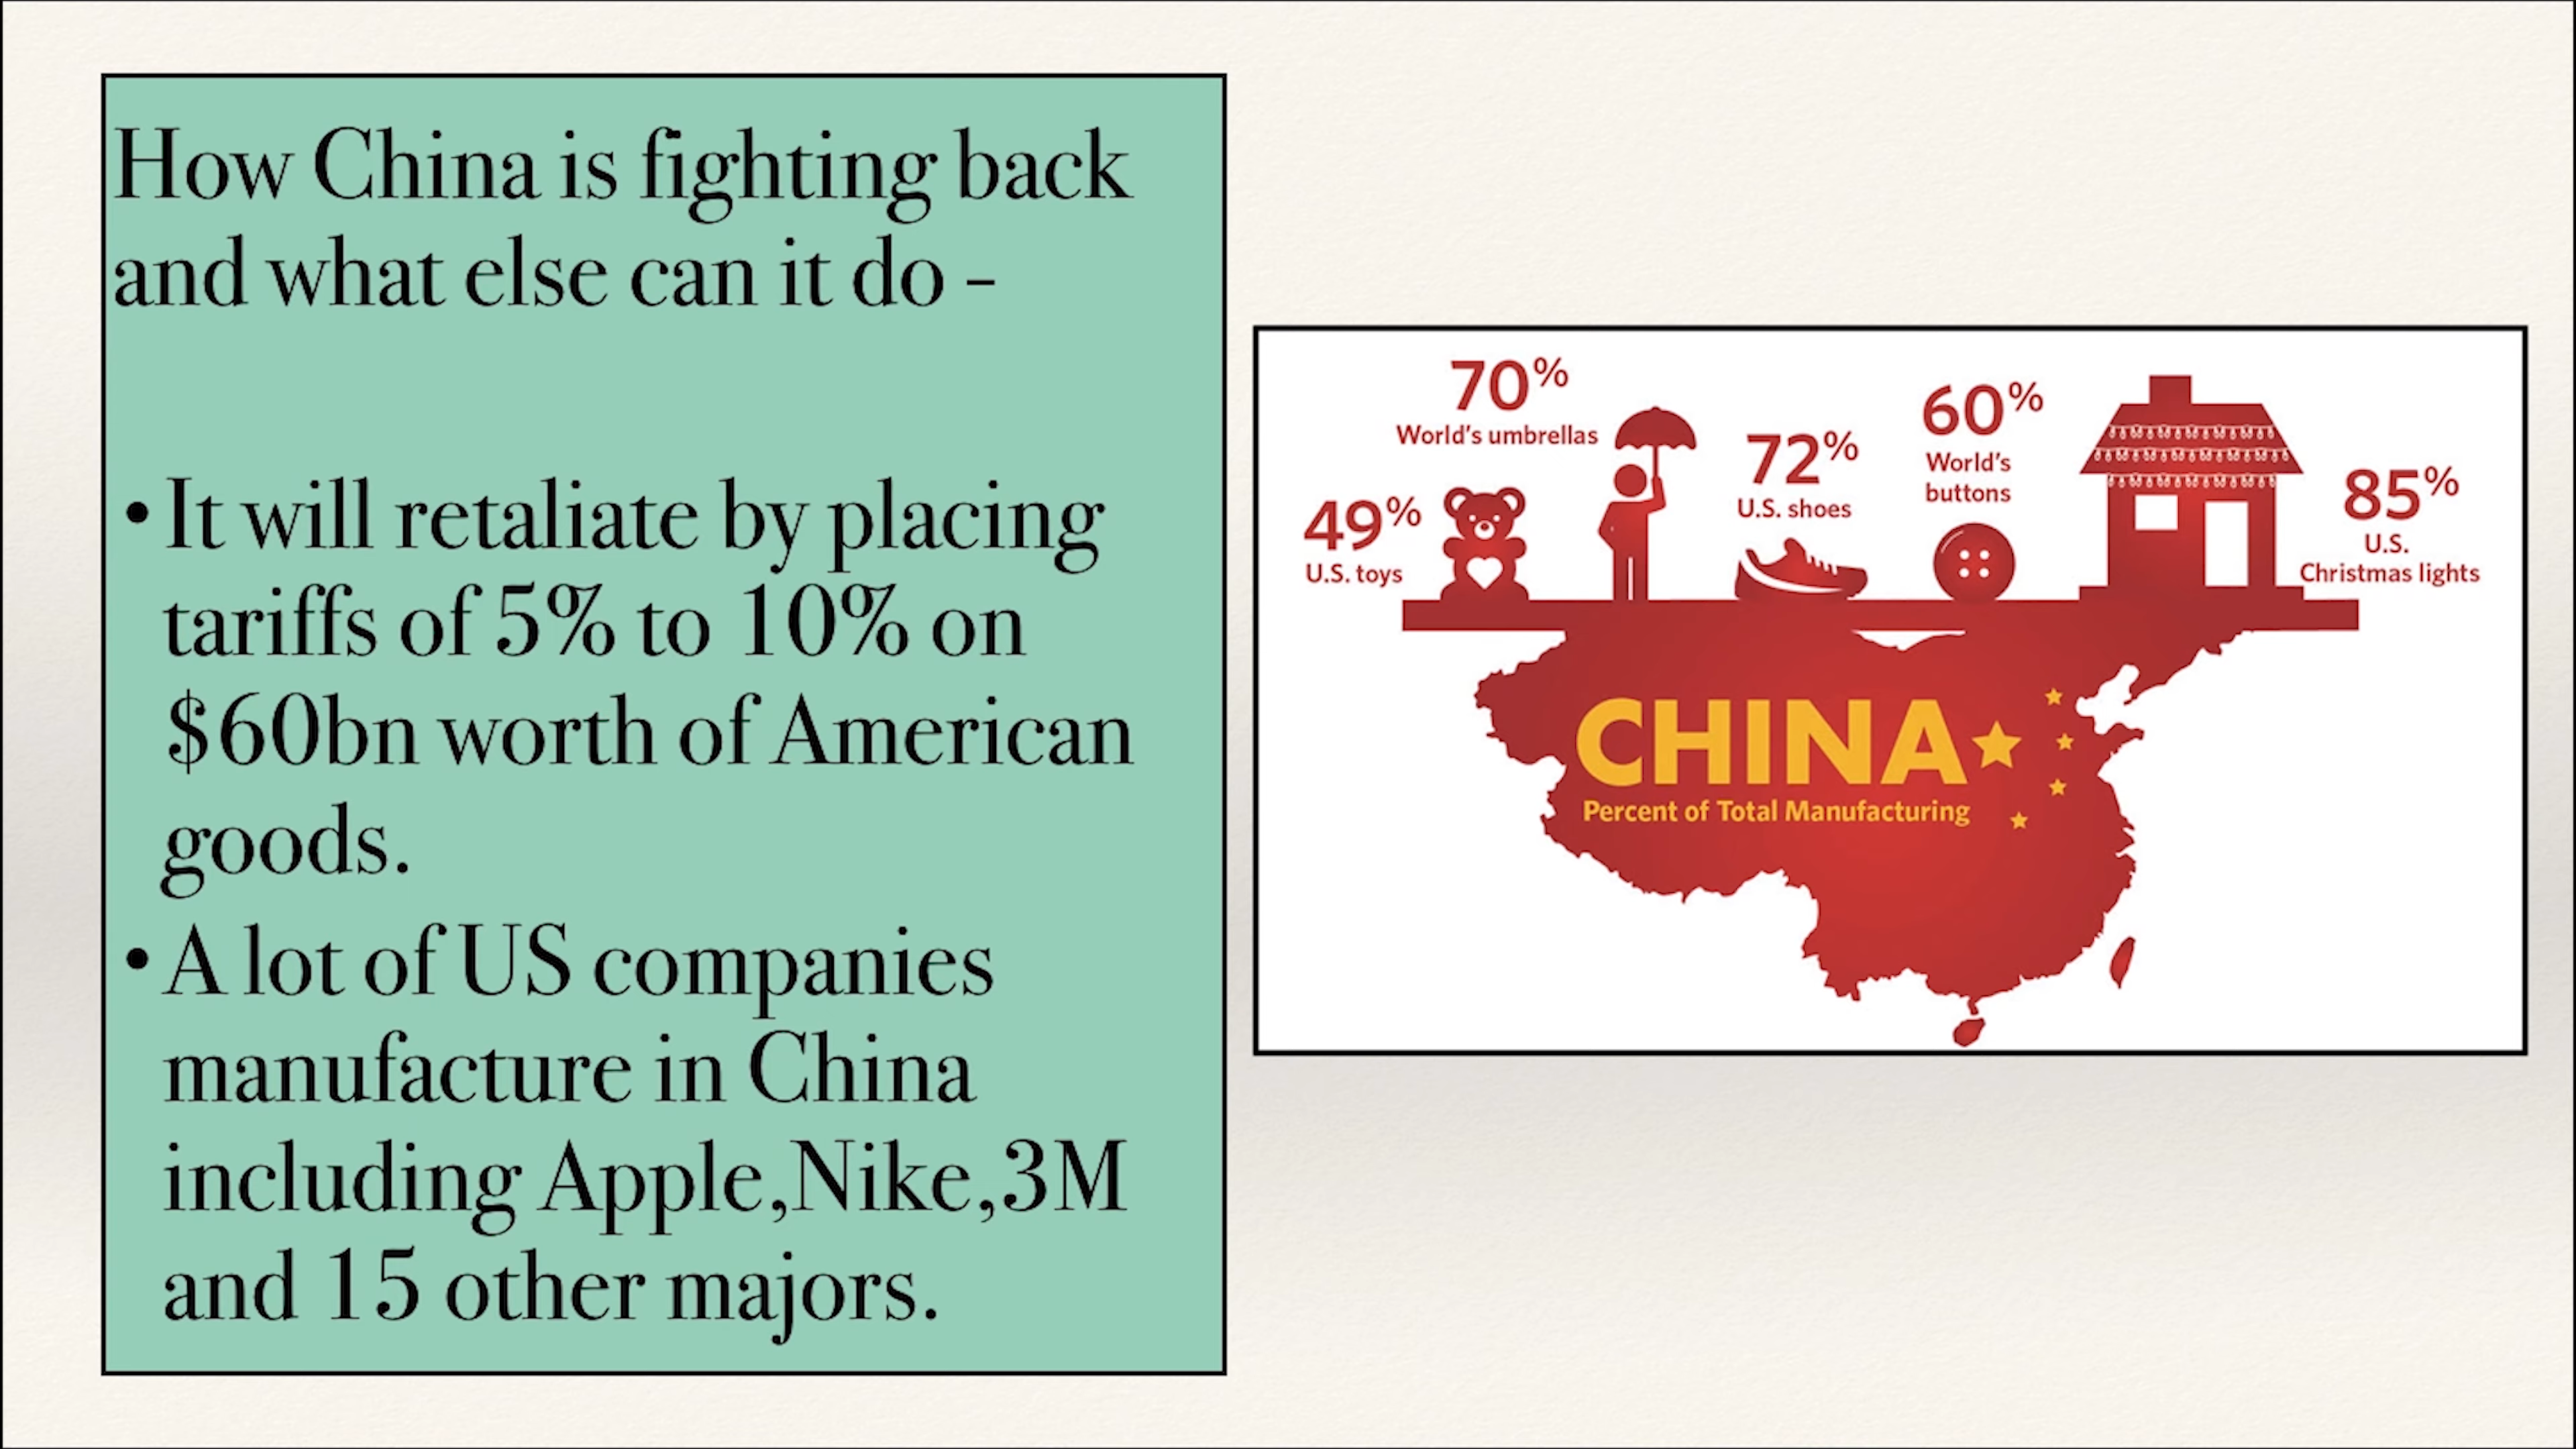 How China is fighting back
and what else can it do –
• It will retaliate by placing
tariffs of 5% to 10% on
$60bn worth of American
goods.
• A lot of US companies
manufacture in China
including Apple,Nike,3M
and 15 other majors.
70%
World's umbrellas
60%
World's
buttons
72%
U.S. shoes
85%
U.S.
Christmas lights
49%
U.S. toys
CHINA
Percent of Total Manufacturing